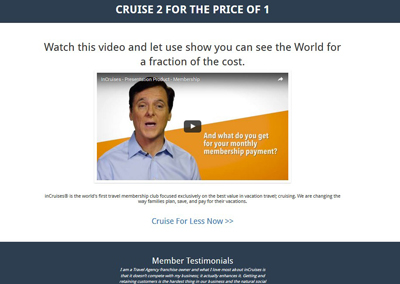 CRUISE 2 FOR THE PRICE OF 1
Watch this video and let use show you can see the World for
a fraction of the cost.
InCruises - Presentation Product - Membership
And what do you get
for your monthly
membership payment?
inCruises® is the world's first travel membership club focused exclusively on the best value in vacation travel; cruising. We are changing the
way families plan, save, and pay for their vacations.
Cruise For Less Now >>
Member Testimonials
I am a Travel Agency franchise owner and what I love most about inCruises is
that it doesn't compete with my business; it actually enhances it. Getting and
retaining customers is the hardest thing in our business and the natural social